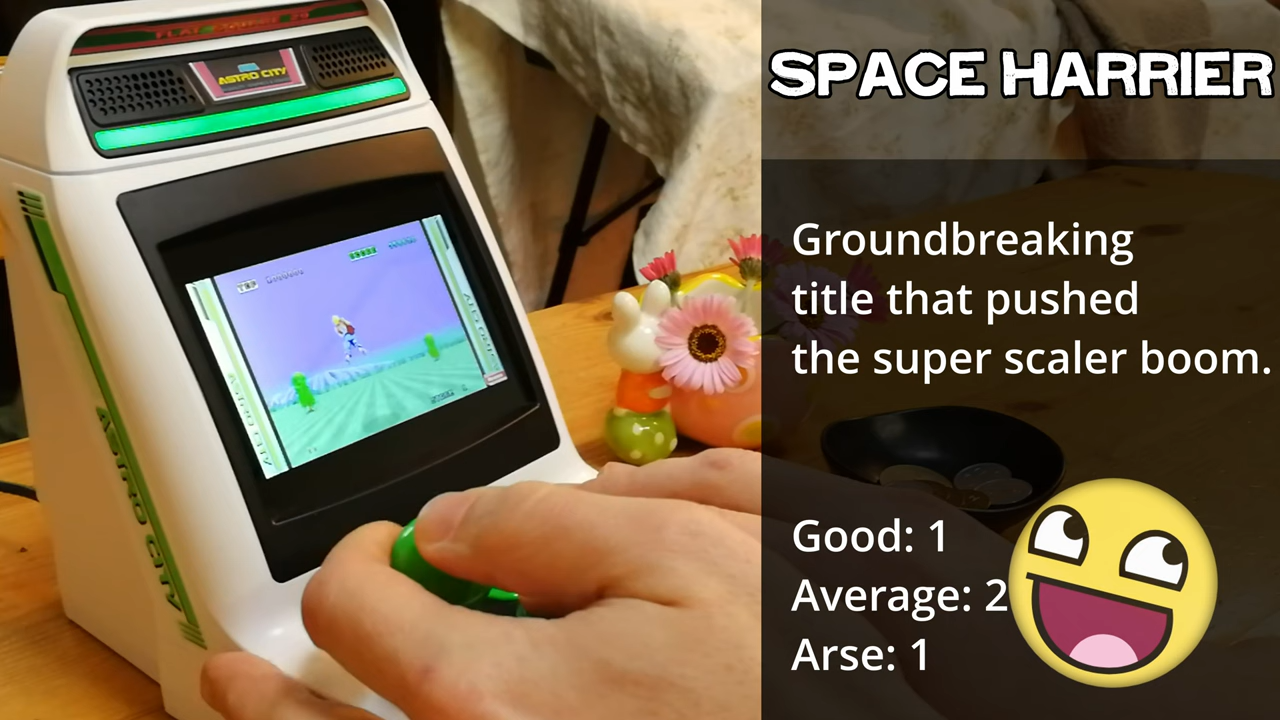 ASTRO CITY
TOP
ASTRO CITY
SPACE HARRIER
Groundbreaking
title that pushed
the super scaler boom.
Good: 1
Average: 2
Arse: 1